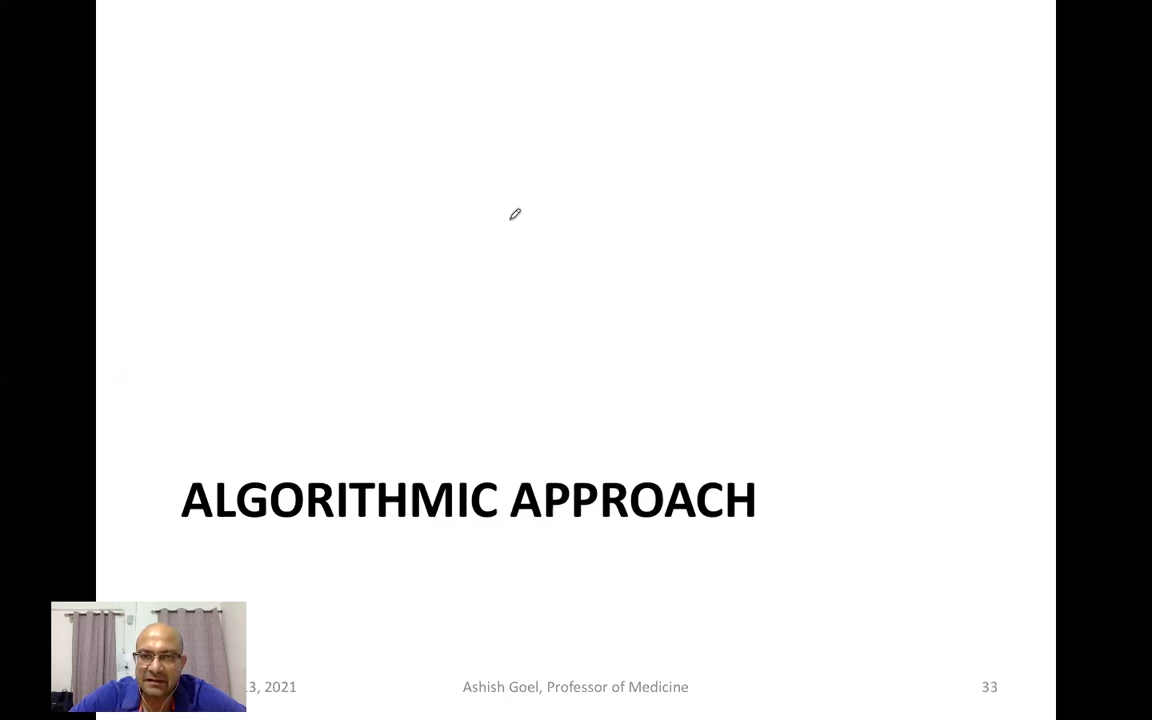 ALGORITHMIC APPROACH
3, 2021
Ashish Goel, Professor of Medicine
33